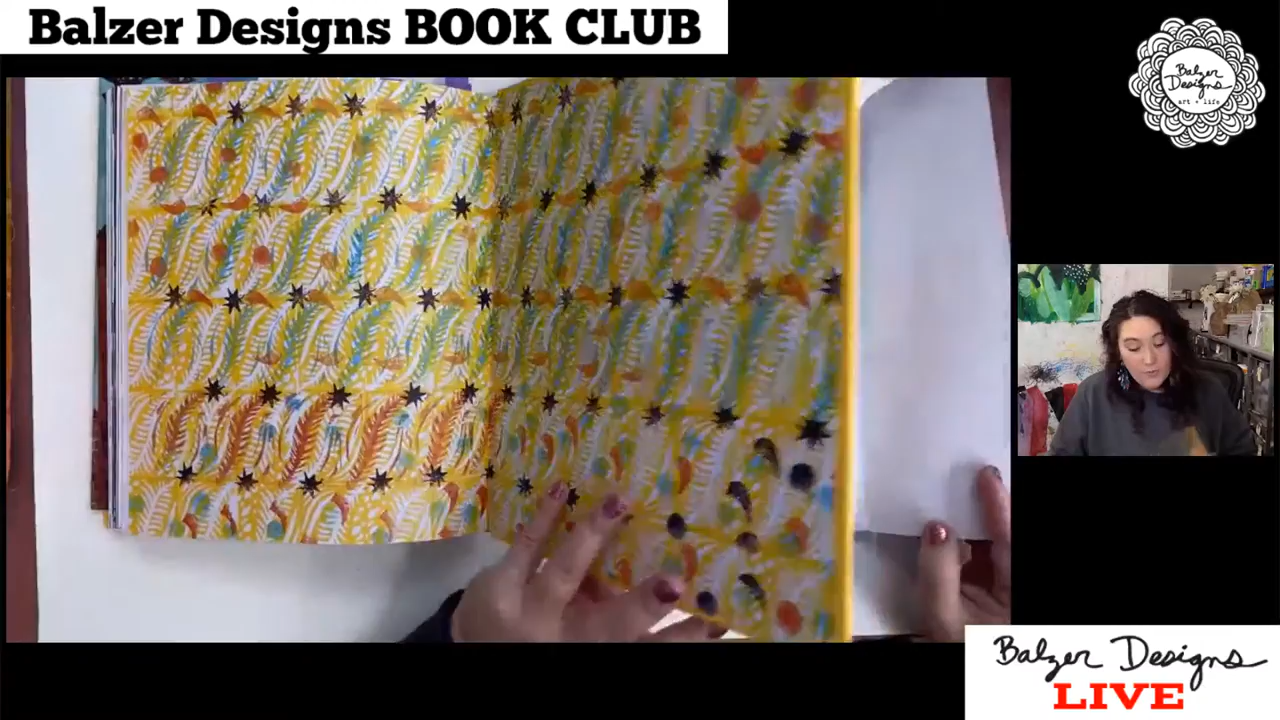 Balzer Designs BOOK CLUB
Balzer
Designs
art + life
Balzer Designs
LIVE